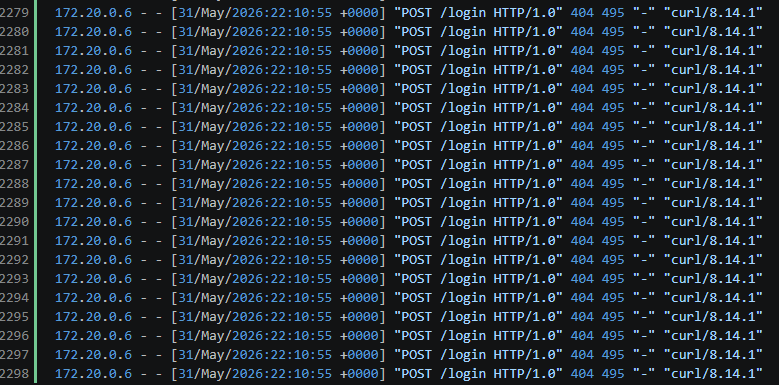 2279 172.20.0.6 - - [31/May/2026:22:10:55 +0000] "POST /login HTTP/1.0" 404 495 "-" "curl/8.14.1"
2280 172.20.0.6 - - [31/May/2026:22:10:55 +0000] "POST /login HTTP/1.0" 404 495 "-" "curl/8.14.1"
2281 172.20.0.6 - - [31/May/2026:22:10:55 +0000] "POST /login HTTP/1.0" 404 495 "-" "curl/8.14.1"
2282 172.20.0.6 - - [31/May/2026:22:10:55 +0000] "POST /login HTTP/1.0" 404 495 "-" "curl/8.14.1"
2283 172.20.0.6 - - [31/May/2026:22:10:55 +0000] "POST /login HTTP/1.0" 404 495 "-" "curl/8.14.1"
2284 172.20.0.6 - - [31/May/2026:22:10:55 +0000] "POST /login HTTP/1.0" 404 495 "-" "curl/8.14.1"
2285 172.20.0.6 - - [31/May/2026:22:10:55 +0000] "POST /login HTTP/1.0" 404 495 "-" "curl/8.14.1"
2286 172.20.0.6 - - [31/May/2026:22:10:55 +0000] "POST /login HTTP/1.0" 404 495 "-" "curl/8.14.1"
2287 172.20.0.6 - - [31/May/2026:22:10:55 +0000] "POST /login HTTP/1.0" 404 495 "-" "curl/8.14.1"
2288 172.20.0.6 - - [31/May/2026:22:10:55 +0000] "POST /login HTTP/1.0" 404 495 "-" "curl/8.14.1"
2289 172.20.0.6 - - [31/May/2026:22:10:55 +0000] "POST /login HTTP/1.0" 404 495 "-" "curl/8.14.1"
2290 172.20.0.6 - - [31/May/2026:22:10:55 +0000] "POST /login HTTP/1.0" 404 495 "-" "curl/8.14.1"
2291 172.20.0.6 - - [31/May/2026:22:10:55 +0000] "POST /login HTTP/1.0" 404 495 "-" "curl/8.14.1"
2292 172.20.0.6 - - [31/May/2026:22:10:55 +0000] "POST /login HTTP/1.0" 404 495 "-" "curl/8.14.1"
2293 172.20.0.6 - - [31/May/2026:22:10:55 +0000] "POST /login HTTP/1.0" 404 495 "-" "curl/8.14.1"
2294 172.20.0.6 - - [31/May/2026:22:10:55 +0000] "POST /login HTTP/1.0" 404 495 "-" "curl/8.14.1"
2295 172.20.0.6 - - [31/May/2026:22:10:55 +0000] "POST /login HTTP/1.0" 404 495 "-" "curl/8.14.1"
2296 172.20.0.6 - - [31/May/2026:22:10:55 +0000] "POST /login HTTP/1.0" 404 495 "-" "curl/8.14.1"
2297 172.20.0.6 - - [31/May/2026:22:10:55 +0000] "POST /login HTTP/1.0" 404 495 "-" "curl/8.14.1"
2298 172.20.0.6 - - [31/May/2026:22:10:55 +0000] "POST /login HTTP/1.0" 404 495 "-" "curl/8.14.1"